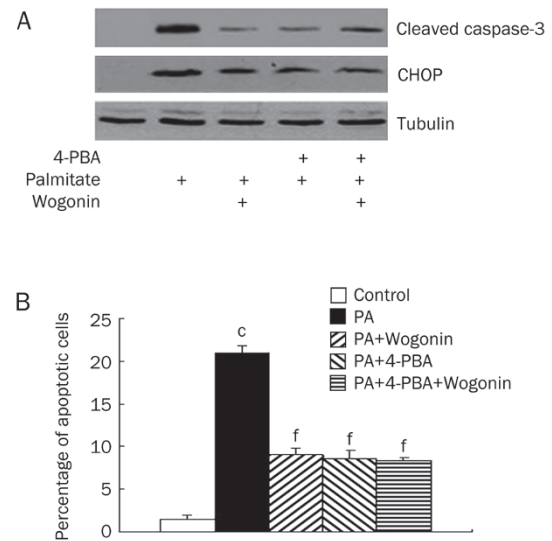 A
Cleaved caspase-3
CHOP
Tubulin
4-PBA + +
Palmitate + + + +
Wogonin + +
B
Control
PA
PA+Wogonin
PA+4-PBA
PA+4-PBA+Wogonin
Percentage of apoptotic cells
25
20
15
10
5
0
c
f f f